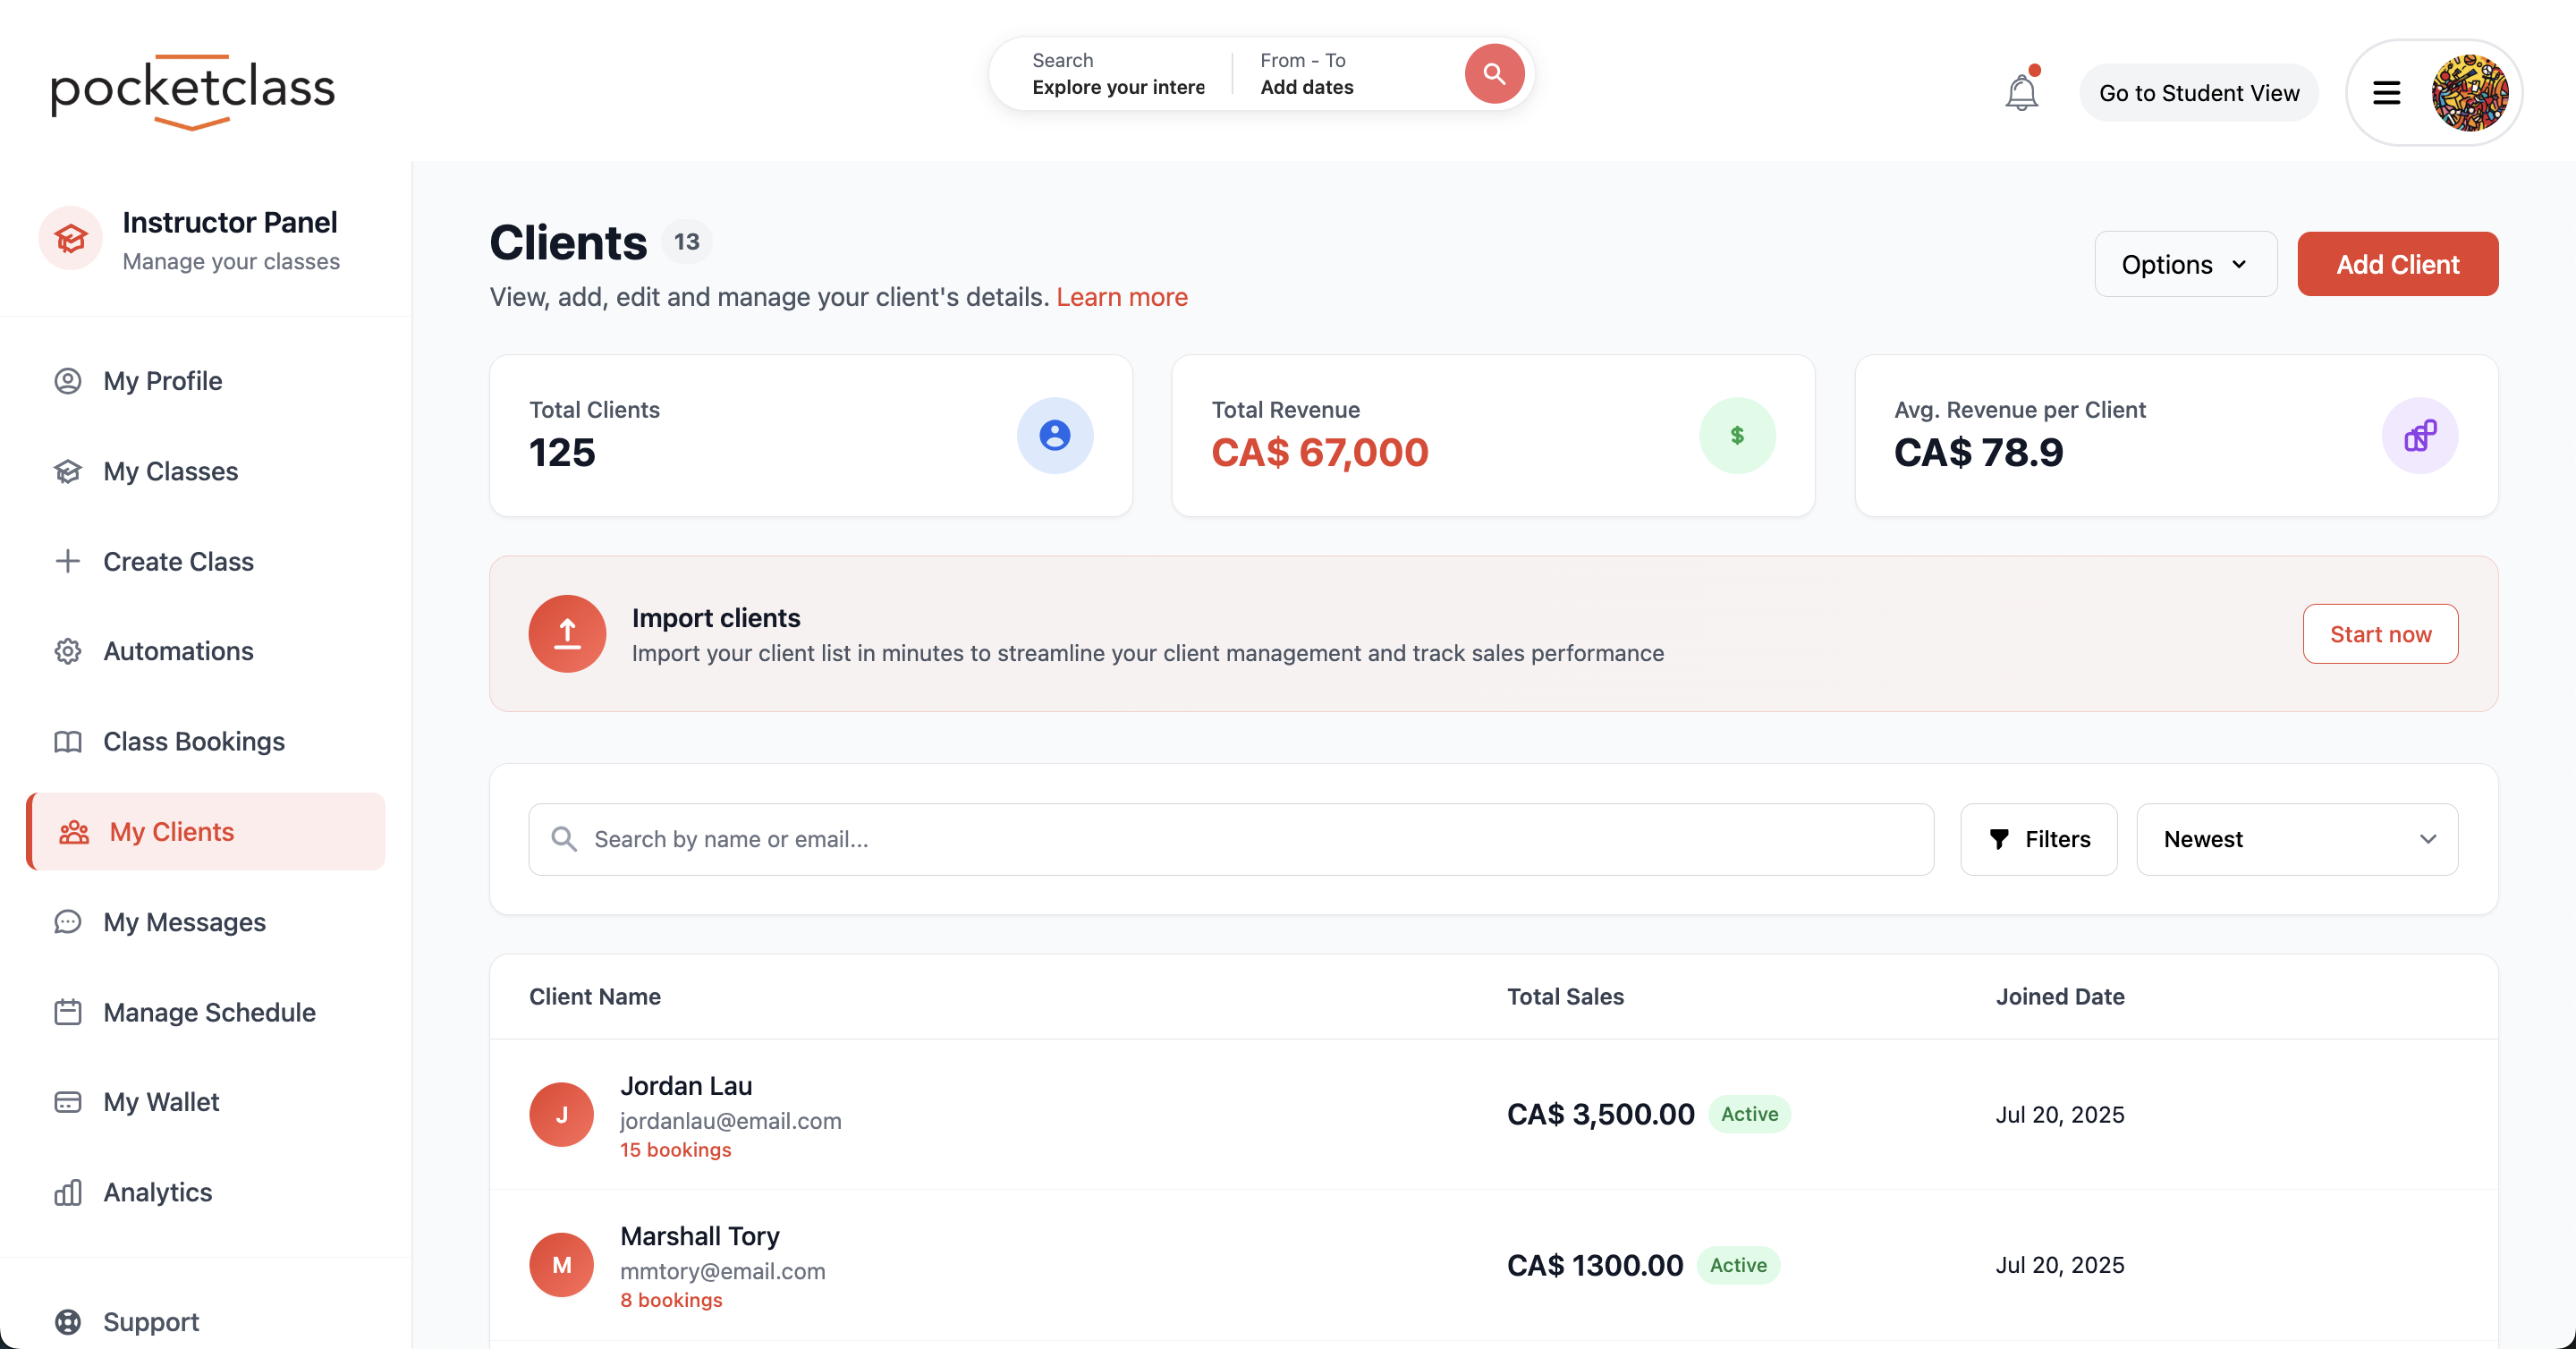 pocketclass
Search
Explore your intere
From - To
Add dates
Go to Student View
Instructor Panel
Manage your classes
My Profile
My Classes
Create Class
Automations
Class Bookings
My Clients
My Messages
Manage Schedule
My Wallet
Analytics
Support
Clients 13
View, add, edit and manage your client's details. Learn more
Options
Add Client
Total Clients
125
Total Revenue
CA$ 67,000
$
Avg. Revenue per Client
CA$ 78.9
Import clients
Import your client list in minutes to streamline your client management and track sales performance
Start now
Search by name or email...
Filters
Newest
Client Name Total Sales Joined Date
J
Jordan Lau
jordanlau@email.com
15 bookings
CA$ 3,500.00 Active
Jul 20, 2025
M
Marshall Tory
mmtory@email.com
8 bookings
CA$ 1300.00 Active
Jul 20, 2025